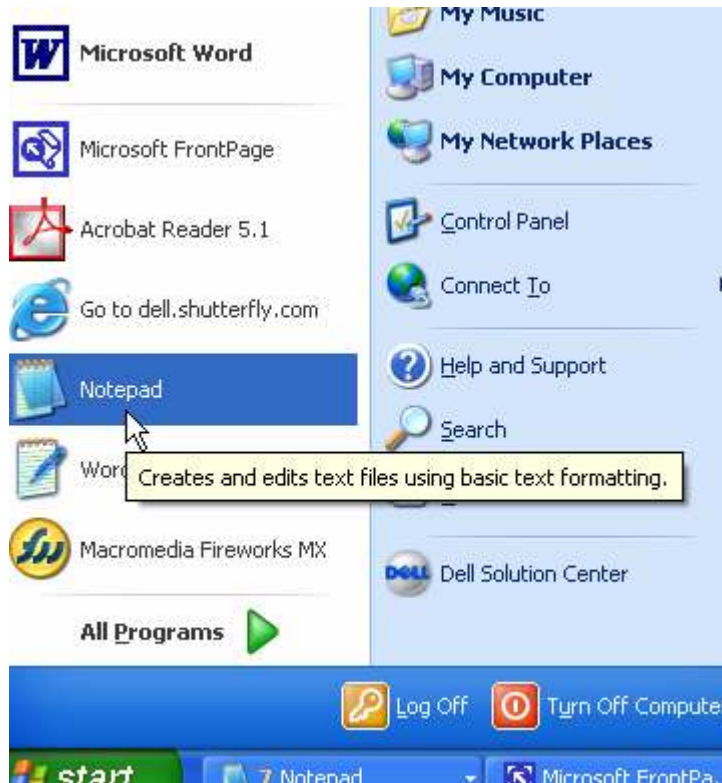 Microsoft Word
Microsoft FrontPage
Acrobat Reader 5.1
Go to dell.shutterfly.com
Notepad
Creates and edits text files using basic text formatting.
Macromedia Fireworks MX
All Programs
My Music
My Computer
My Network Places
Control Panel
Connect To
Help and Support
Search
DELL Dell Solution Center
Log Off
Turn Off Compute
start
7 Notepad
Microsoft FrontPa